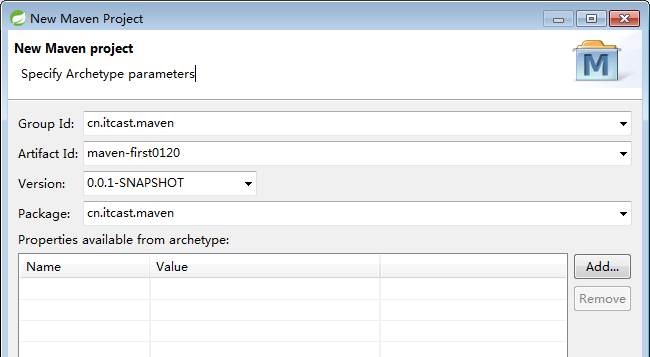 New Maven Project
New Maven project
Specify Archetype parameters
M
Group Id: cn.itcast.maven
Artifact Id: maven-first0120
Version: 0.0.1-SNAPSHOT
Package: cn.itcast.maven
Properties available from archetype:
Name Value
Add...
Remove